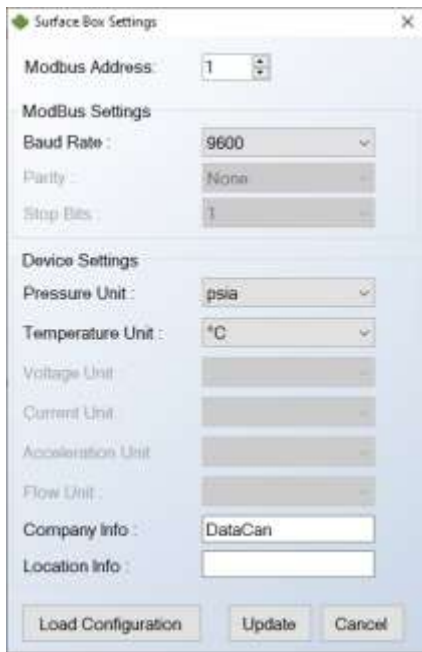 Surface Box Settings
Modbus Address: 1
ModBus Settings
Baud Rate : 9600
Parity : None
Stop Bits : 1
Device Settings
Pressure Unit : psia
Temperature Unit : °C
Voltage Unit
Current Unit
Acceleration Unit
Flow Unit :
Company Info : DataCan
Location Info :
Load Configuration Update Cancel